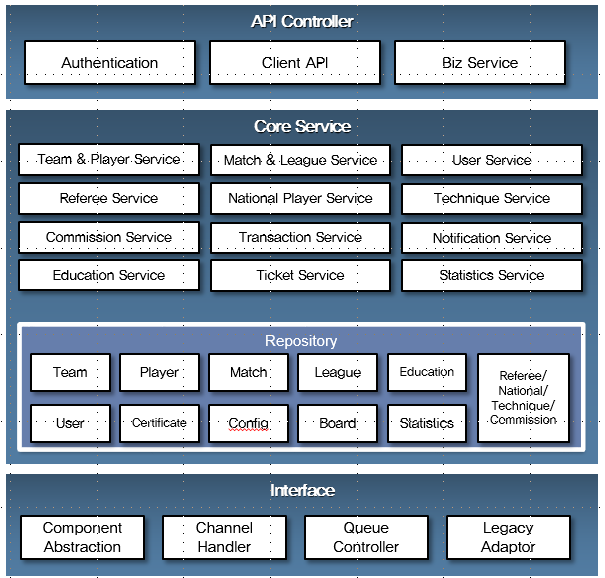 API Controller
Authentication
Client API
Biz Service
Core Service
Team & Player Service
Match & League Service
User Service
Referee Service
National Player Service
Technique Service
Commission Service
Transaction Service
Notification Service
Education Service
Ticket Service
Statistics Service
Repository
Team
Player
Match
League
Education
Referee/
National/
Technique/
Commission
User
Certificate
Config
Board
Statistics
Interface
Component
Abstraction
Channel
Handler
Queue
Controller
Legacy
Adaptor